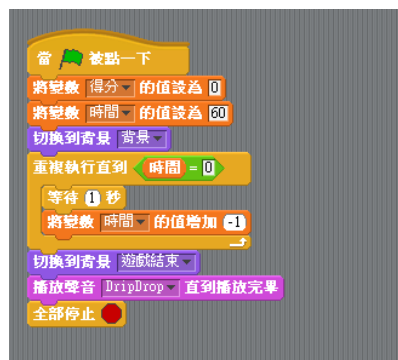 當 被點一下
將變數 得分 的值設為 0
將變數 時間 的值設為 60
切換到背景 背景
重複執行直到 時間 = 0
等待 1 秒
將變數 時間 的值增加 -1
切換到背景 遊戲結束
播放聲音 DripDrop 直到播放完畢
全部停止